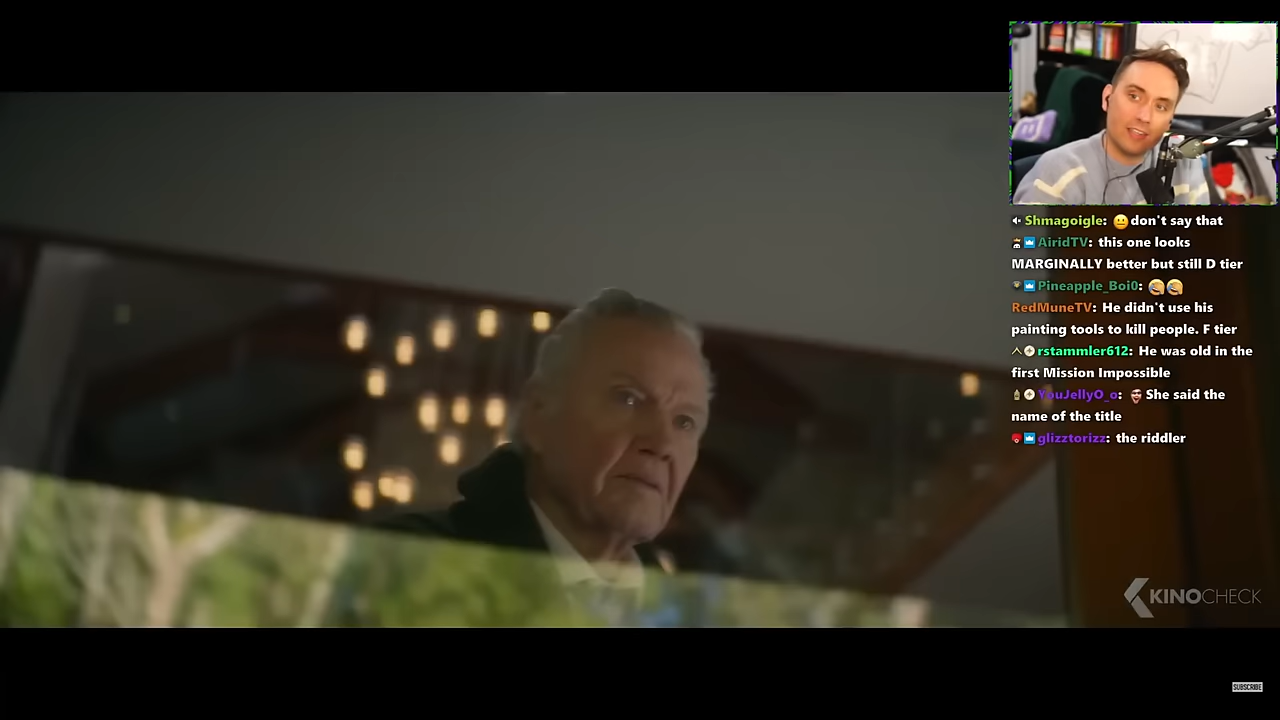 Shmagoigle: don't say that
AiridTV: this one looks
MARGINALLY better but still D tier
Pineapple_Boi0:
RedMuneTV: He didn't use his
painting tools to kill people. F tier
rstammler612: He was old in the
first Mission Impossible
YouJellyO_o: She said the
name of the title
glizztorizz: the riddler
KINOCHECK
SUBSCRIBE